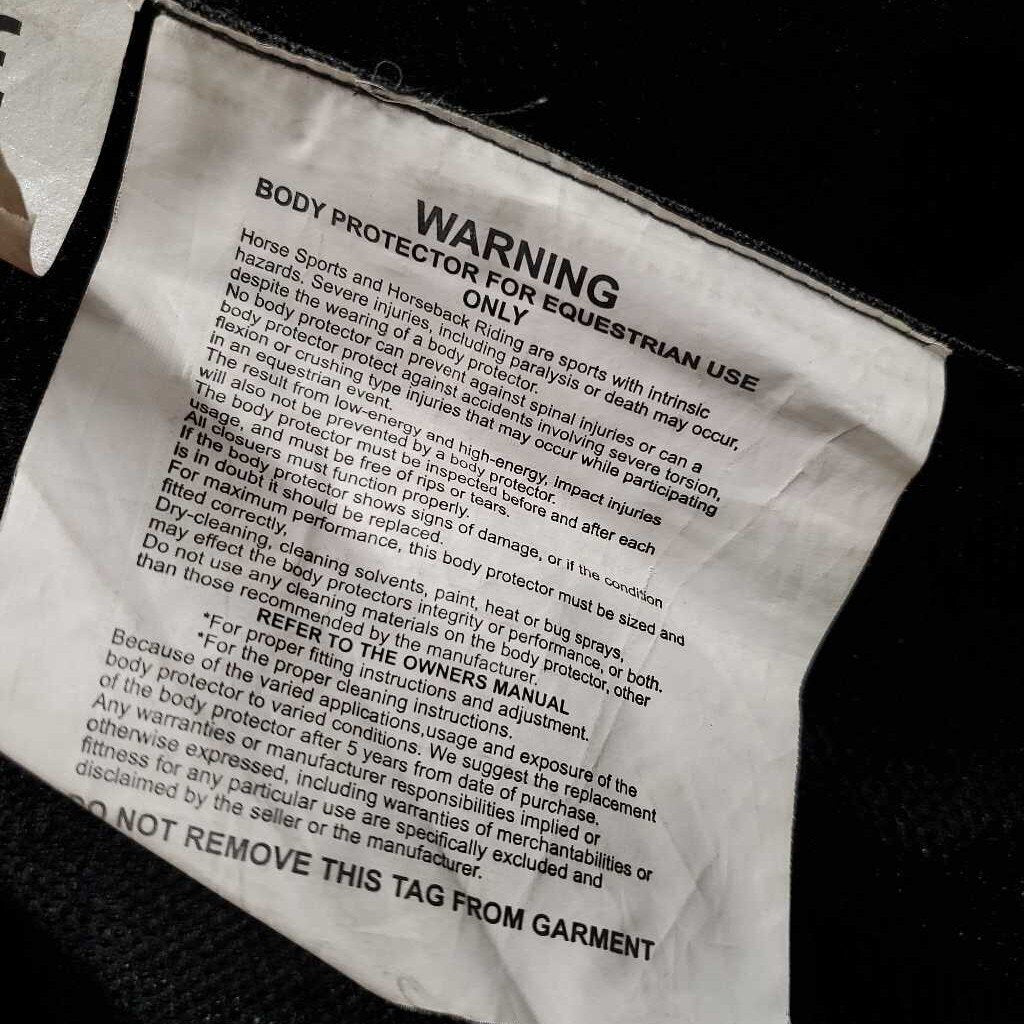 WARNING
BODY PROTECTOR FOR EQUESTRIAN USE
ONLY
Horse Sports and Horseback Riding are sports with intrinsic
hazards. Severe injuries, including paralysis or death may occur,
despite the wearing of a body protector.
No body protector can prevent against spinal injuries or can a
body protector protect against accidents involving severe torsion,
flexion or crushing type injuries that may occur while participating
in an equestrian event.
The result from low-energy and high-energy, impact injuries
will also not be prevented by a body protector.
The body protector must be inspected before and after each
usage, and must be free of rips or tears.
All closures must function properly.
If the body protector shows signs of damage, or if the condition
is in doubt it should be replaced.
For maximum performance, this body protector must be sized and
fitted correctly,
Dry-cleaning, cleaning solvents, paint, heat or bug sprays,
may effect the body protectors integrity or performance, or both.
Do not use any cleaning materials on the body protector, other
than those recommended by the manufacturer.
REFER TO THE OWNERS MANUAL
*For proper fitting instructions and adjustment.
*For the proper cleaning instructions.
Because of the varied applications,usage and exposure of the
body protector to varied conditions. We suggest the replacement
of the body protector after 5 years from date of purchase.
Any warranties or manufacturer responsibilities implied or
otherwise expressed, including warranties of merchantabilities or
fittness for any particular use are specifically excluded and
disclaimed by the seller or the manufacturer.
DO NOT REMOVE THIS TAG FROM GARMENT